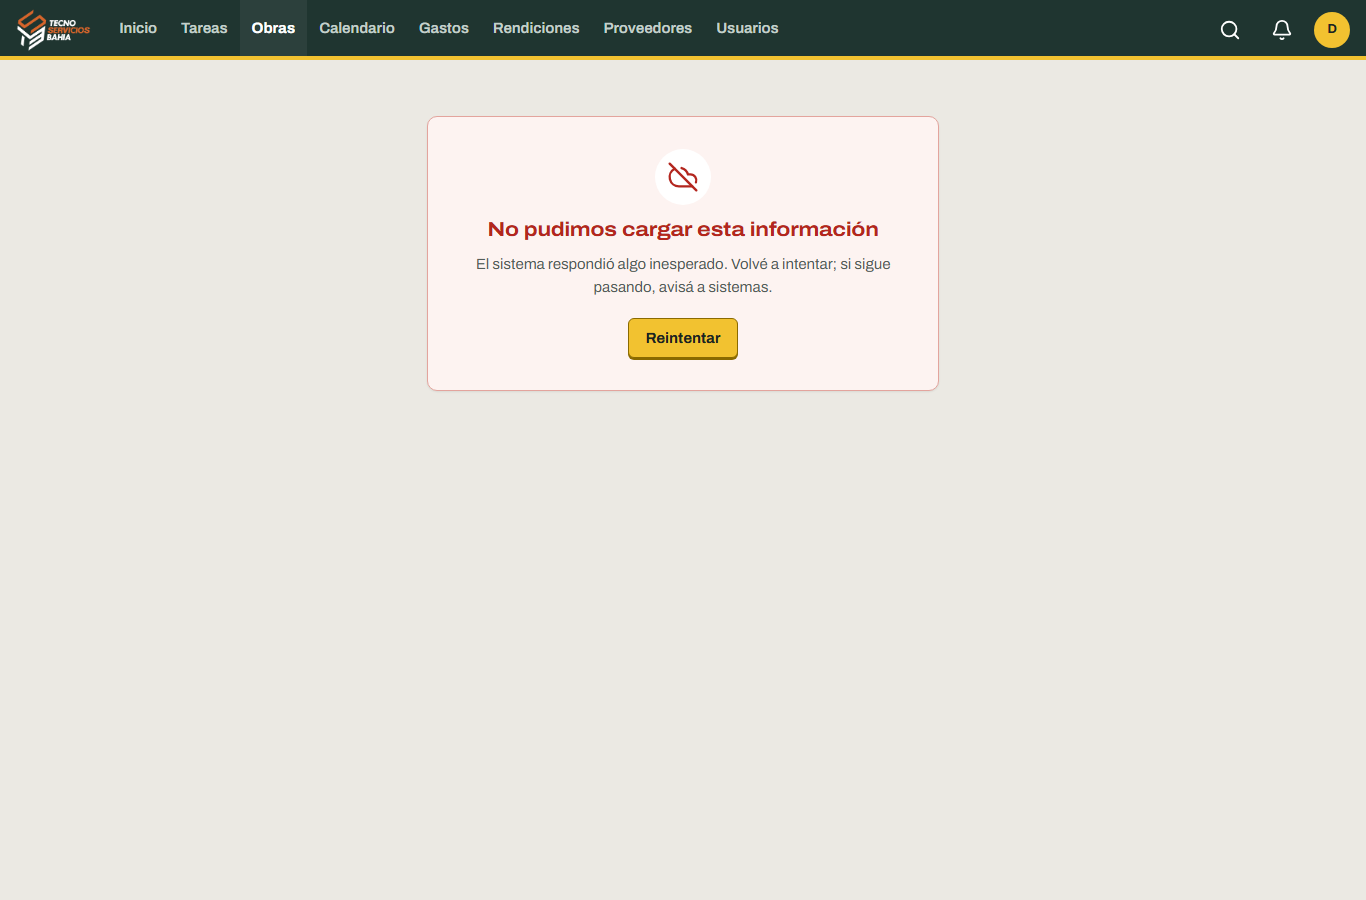 TECNO
SERVICIOS
BAHIA
Inicio Tareas Obras Calendario Gastos Rendiciones Proveedores Usuarios
D
No pudimos cargar esta información
El sistema respondió algo inesperado. Volvé a intentar; si sigue
pasando, avisá a sistemas.
Reintentar